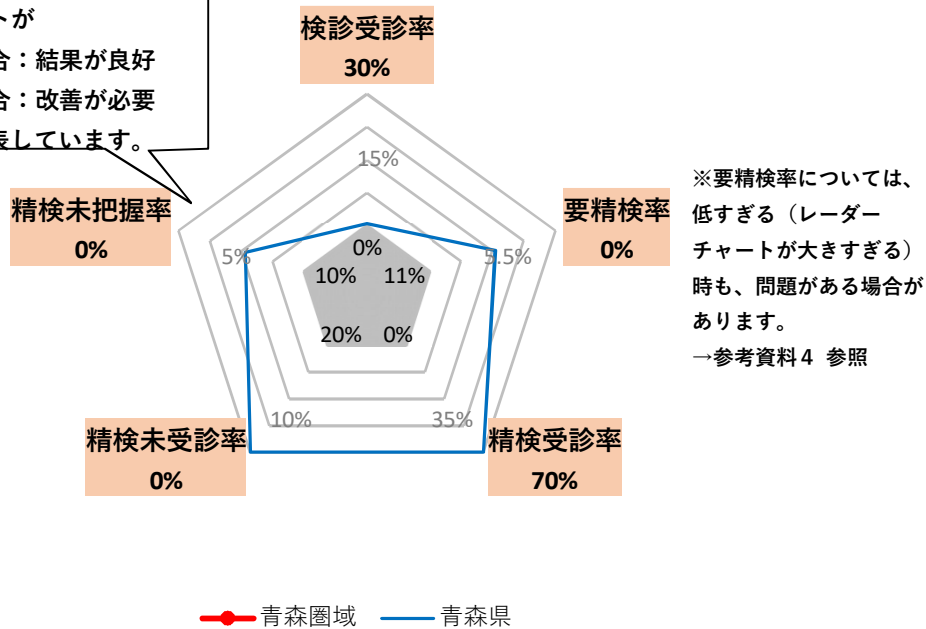 トが
合：結果が良好
合：改善が必要
表しています。
検診受診率
30%
15%
精検未把握率
0%
要精検率
0%
※要精検率については、
低すぎる（レーダー
チャートが大きすぎる）
時も、問題がある場合が
あります。
→参考資料４ 参照
5%
5.5%
0%
10%
11%
20%
0%
10%
35%
精検未受診率
0%
精検受診率
70%
青森圏域
青森県